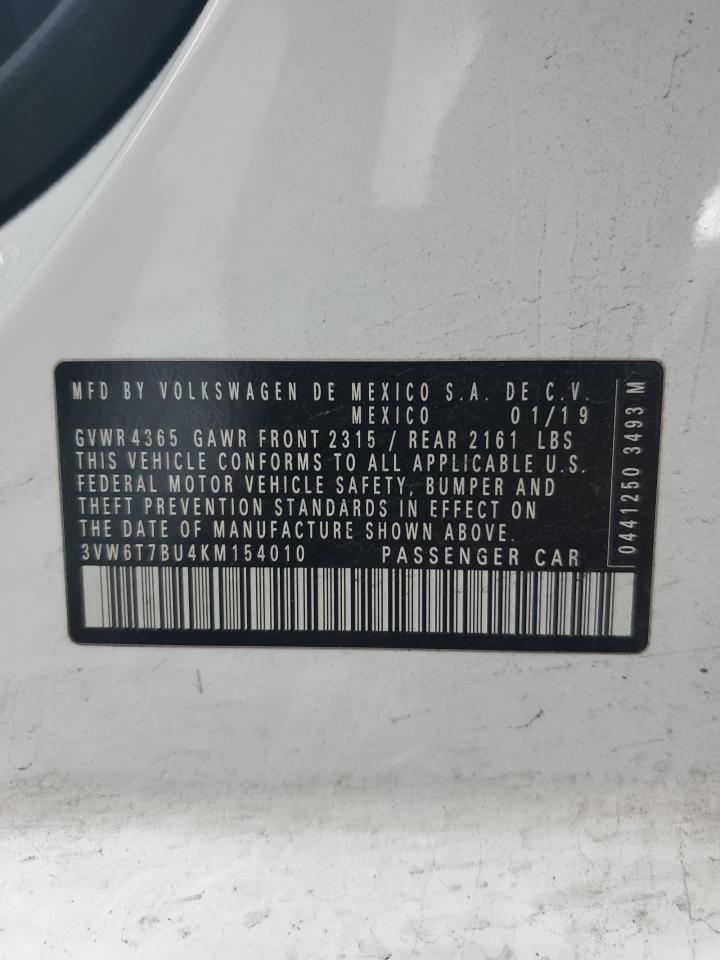 MFD BY VOLKSWAGEN DE MEXICO S.A. DE C.V.
MEXICO 01/19
GVWR 4365 GAWR FRONT 2315 / REAR 2161 LBS
THIS VEHICLE CONFORMS TO ALL APPLICABLE U.S.
FEDERAL MOTOR VEHICLE SAFETY, BUMPER AND
THEFT PREVENTION STANDARDS IN EFFECT ON
THE DATE OF MANUFACTURE SHOWN ABOVE.
3VW6T7BU4KM154010 PASSENGER CAR
0441250 3493 M